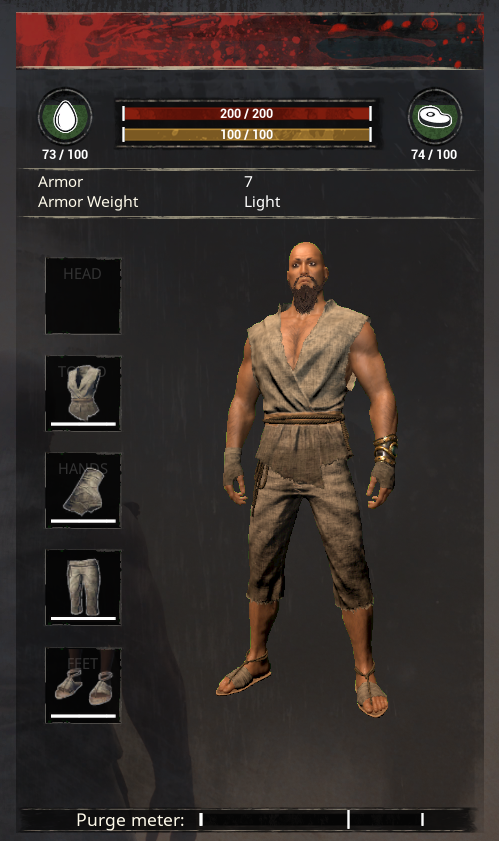 200 / 200
100 / 100
73 / 100
74 / 100
Armor 7
Armor Weight Light
HEAD
HANDS
FEET
Purge meter: